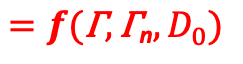 = f(Γ, Γn, D0)